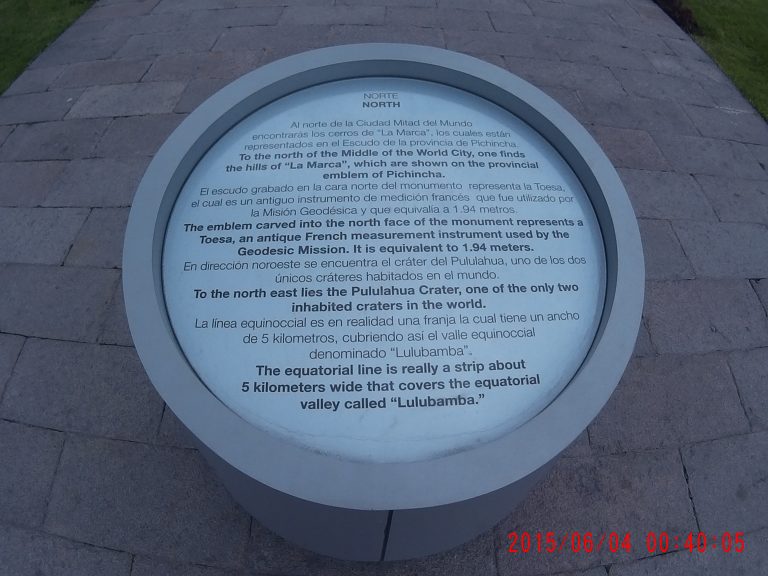 NORTE
NORTH
Al norte de la Ciudad Mitad del Mundo
encontrarás los cerros de "La Marca", los cuales están
representados en el Escudo de la provincia de Pichincha.
To the north of the Middle of the World City, one finds
the hills of "La Marca", which are shown on the provincial
emblem of Pichincha.
El escudo grabado en la cara norte del monumento representa la Toesa,
el cual es un antiguo instrumento de medición francés que fue utilizado por
la Misión Geodésica y que equivalía a 1.94 metros.
The emblem carved into the north face of the monument represents a
Toesa, an antique French measurement instrument used by the
Geodesic Mission. It is equivalent to 1.94 meters.
En dirección noroeste se encuentra el cráter del Pululahua, uno de los dos
únicos cráteres habitados en el mundo.
To the north east lies the Pululahua Crater, one of the only two
inhabited craters in the world.
La línea equinoccial es en realidad una franja la cual tiene un ancho
de 5 kilometros, cubriendo así el valle equinoccial
denominado "Lulubamba".
The equatorial line is really a strip about
5 kilometers wide that covers the equatorial
valley called "Lulubamba."
2015/06/04 00:40:05